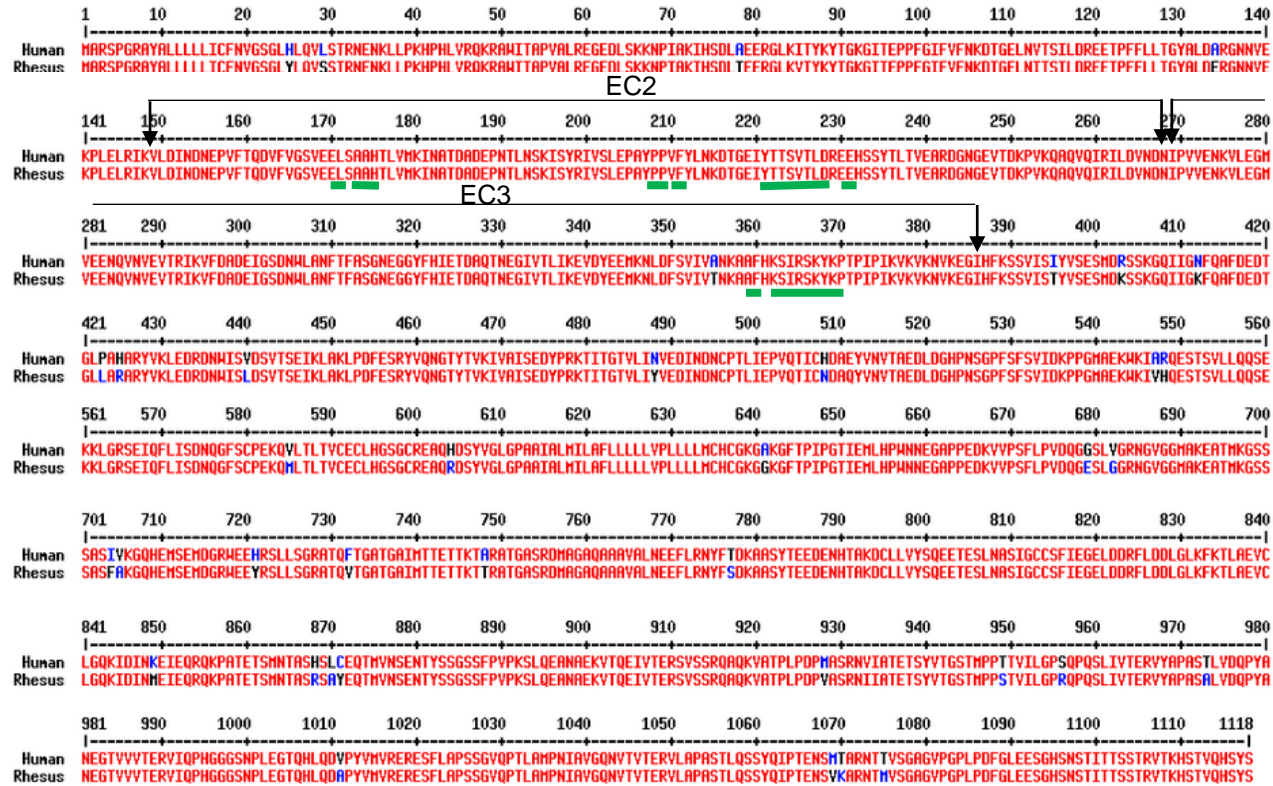 1 10 20 30 40 50 60 70 80 90 100 110 120 130 140
Human MARSPGRAYALLLLLICFNVGSGLHLQVLSTRNENKLLPKHPHLVRQKRAWITAPVALREGEDLSKKNPIAKIHSDLAEERGLKITYKYTGKGITEPPFGIFVFNKDTGELNVTSILDREETPFFLLTGYALDARGNNVE
Rhesus MARSPGRAYALLLLLICFNVGSGLYLQVSSTRNENKLLPKHPHLVRQKRAWITAPVALREGEDLSKKNPIAKIHSDLTEERGLKVTYKYTGKGITEPPFGIFVFNKDTGELNITSILDREETPFFLLTGYALDERGNNVE
EC2
141 150 160 170 180 190 200 210 220 230 240 250 260 270 280
Human KPLELRIKVLDINDNEPVFTQDVFVGSVEELSAAHTLVMKINATDADEPNTLNSKISYRIVSLEPAYPPVFYLNKDTGEIYTTSVTLDREEHSSYTLTVEARDGNGEVTDKPVKQAQVQIRILDVNDNIPVVENKVLEGM
Rhesus KPLELRIKVLDINDNEPVFTQDVFVGSVEELSAAHTLVMKINATDADEPNTLNSKISYRIVSLEPAYPPVFYLNKDTGEIYTTSVTLDREEHSSYTLTVEARDGNGEVTDKPVKQAQVQIRILDVNDNIPVVENKVLEGM
EC3
281 290 300 310 320 330 340 350 360 370 380 390 400 410 420
Human VEENQVNVEVTRIKVFDADEIGSDNWLANFTFASGNEGGYFHIETDAQTNEGIVTLIKEVDYEEMKNLDFSVIVANKAAFHKSIRSKYKPTPIPIKVKVKNVKEGIHFKSSVISIYVSESMDRSSKGQIIGNFQAFDEDT
Rhesus VEENQVNVEVTRIKVFDADEIGSDNWLANFTFASGNEGGYFHIETDAQTNEGIVTLIKEVDYEEMKNLDFSVIVTNKAAFHKSIRSKYKPTPIPIKVKVKNVKEGIHFKSSVISTYVSESMDKSSKGQIIGKFQAFDEDT
421 430 440 450 460 470 480 490 500 510 520 530 540 550 560
Human GLPAHARYVKLEDRDNWISVDSVTSEIKLAKLPDFESRYVQNGTYTVKIVAISEDYPRKTITGTVLINVEDINDNCPTLIEPVQTICHDAEYVNVTAEDLDGHPNSGPFSFSVIDKPPGMAEKWKIARQESTSVLLQQSE
Rhesus GLLARARYVKLEDRDNWISLDSVTSEIKLAKLPDFESRYVQNGTYTVKIVAISEDYPRKTITGTVLIYVEDINDNCPTLIEPVQTICNDAQYVNVTAEDLDGHPNSGPFSFSVIDKPPGMAEKWKIVHQESTSVLLQQSE
561 570 580 590 600 610 620 630 640 650 660 670 680 690 700
Human KKLGRSEIQFLISDNQGFSCPEKQVLTLTVCECLHGSGCREAQHDSYVGLGPAAIALMILAFLLLLLVPLLLLMCHCGKGAKGFTPIPGTIEMLHPWNNEGAPPEDKVVPSFLPVDQGGSLVGRNGVGGMAKEATMKGSS
Rhesus KKLGRSEIQFLISDNQGFSCPEKQMLTLTVCECLHGSGCREAQRDSYVGLGPAAIALMILAFLLLLLVPLLLLMCHCGKGGKGFTPIPGTIEMLHPWNNEGAPPEDKVVPSFLPVDQGESLGGRNGVGGMAKEATMKGSS
701 710 720 730 740 750 760 770 780 790 800 810 820 830 840
Human SASIVKGQHEMSEMDGRWEEHRSLLSGRATQFTGATGAIMTTETTKTARATGASRDMAGAQAAAVALNEEFLRNYFTDKAASYTEEDENHTAKDCLLVYSQEETESLNASIGCCSFIEGELDDRFLDDLGLKFKTLAEVC
Rhesus SASFAKGQHEMSEMDGRWEEYRSLLSGRATQVTGATGAIMTTETTKTTRATGASRDMAGAQAAAVALNEEFLRNYFSDKAASYTEEDENHTAKDCLLVYSQEETESLNASIGCCSFIEGELDDRFLDDLGLKFKTLAEVC
841 850 860 870 880 890 900 910 920 930 940 950 960 970 980
Human LGQKIDINKEIEQRQKPATETSMNTASHSLCEQTMVNSENTYSSGSSFPVPKSLQEANAEKVTQEIVTERSVSSRQAQKVATPLPDPMASRNVIATETSYVTGSTMPPTTVILGPSQPQSLIVTERVYAPASTLVDQPYA
Rhesus LGQKIDINMEIEQRQKPATETSMNTASRSAYEQTMVNSENTYSSGSSFPVPKSLQEANAEKVTQEIVTERSVSSRQAQKVATPLPDPVASRNIIATETSYVTGSTMPPSTVILGPRQPQSLIVTERVYAPASALVDQPYA
981 990 1000 1010 1020 1030 1040 1050 1060 1070 1080 1090 1100 1110 1118
Human NEGTVVVTERVIQPHGGGSNPLEGTQHLQDVPYVMVRERESFLAPSSGVQPTLAMPNIAVGQNVTVTERVLAPASTLQSSYQIPTENSMTARNTTVSGAGVPGPLPDFGLEESGHSNSTITTSSTRVTKHSTVQHSYS
Rhesus NEGTVVVTERVIQPHGGGSNPLEGTQHLQDAPYVMVRERESFLAPSSGVQPTLAMPNIAVGQNVTVTERVLAPASTLQSSYQIPTENSVKARNTMVSGAGVPGPLPDFGLEESGHSNSTITTSSTRVTKHSTVQHSYS